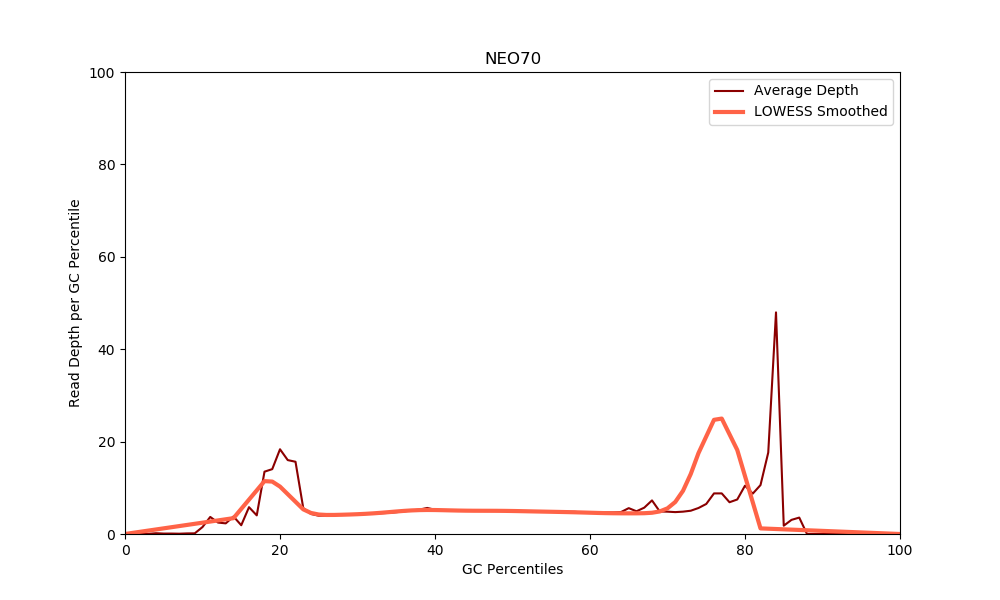 NEO70
Average Depth
LOWESS Smoothed
Read Depth per GC Percentile
100
80
60
40
20
0
0 20 40 60 80 100
GC Percentiles